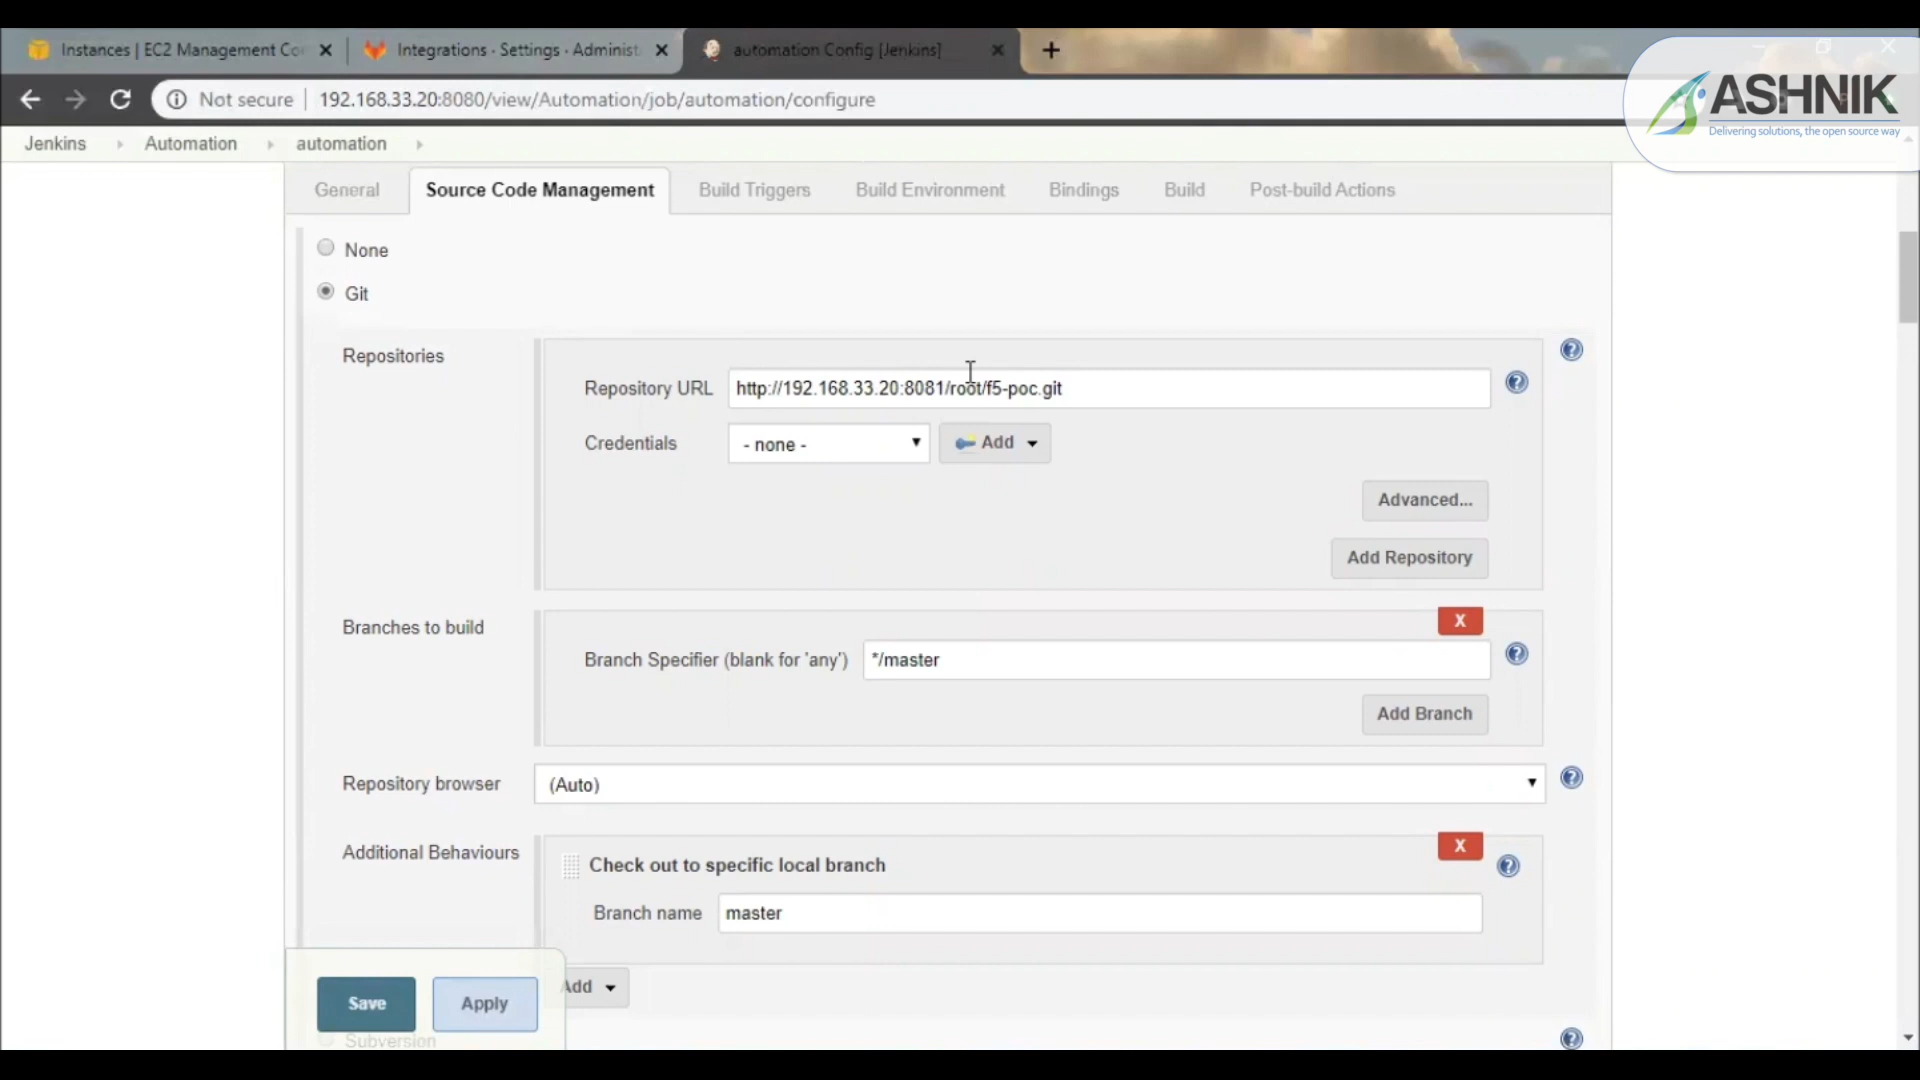 Instances | EC2 Management Co
Integrations · Settings · Administ
automation Config [Jenkins]
Not secure
192.168.33.20:8080/view/Automation/job/automation/configure
ASHNIK
Delivering solutions, the open source way
Jenkins
Automation
automation
General
Source Code Management
Build Triggers
Build Environment
Bindings
Build
Post-build Actions
None
Git
Repositories
Repository URL
http://192.168.33.20:8081/root/f5-poc.git
Credentials
- none -
Add
Advanced...
Add Repository
Branches to build
X
Branch Specifier (blank for 'any')
*/master
Add Branch
Repository browser
(Auto)
Additional Behaviours
X
Check out to specific local branch
Branch name
master
Add
Save
Apply
Subversion